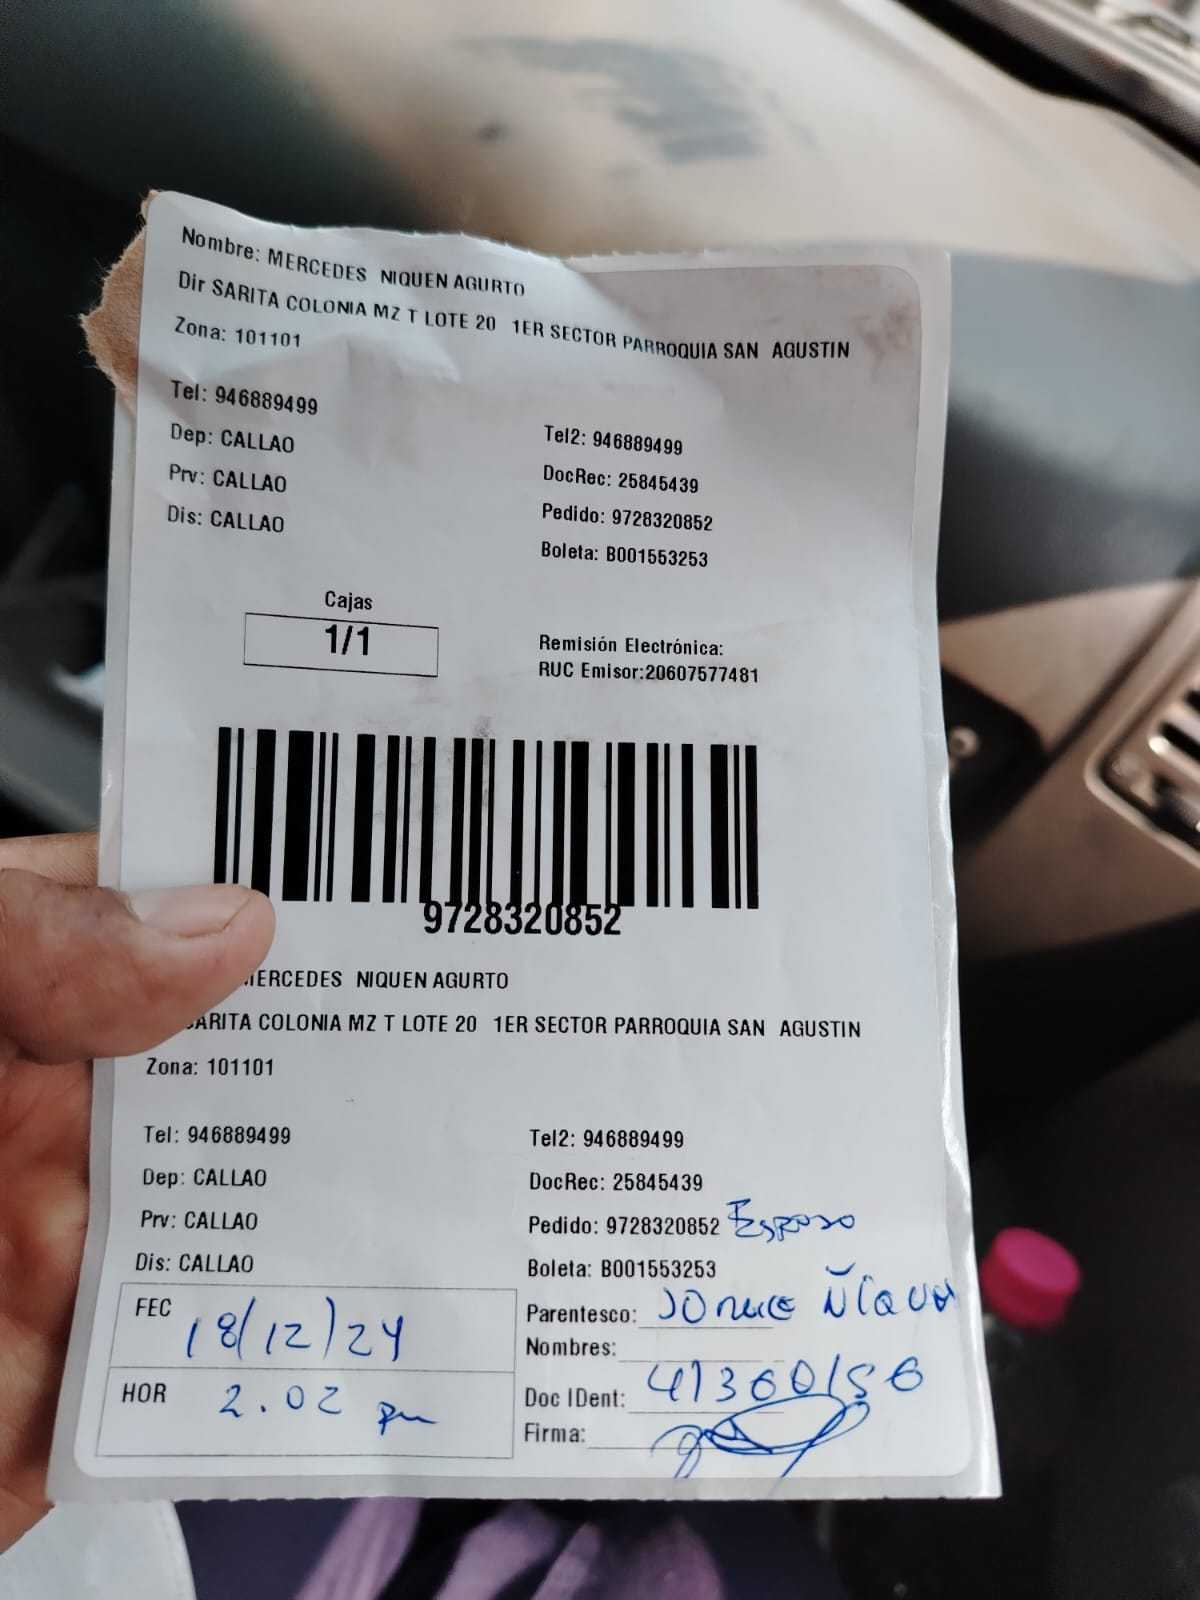 Nombre: MERCEDES NIQUEN AGURTO
Dir SARITA COLONIA MZ T LOTE 20 1ER SECTOR PARROQUIA SAN AGUSTIN
Zona: 101101
Tel: 946889499
Tel2: 946889499
Dep: CALLAO
DocRec: 25845439
Prv: CALLAO
Pedido: 9728320852
Dis: CALLAO
Boleta: B001553253
Cajas
1/1
Remisión Electrónica:
RUC Emisor:20607577481
9728320852
MERCEDES NIQUEN AGURTO
SARITA COLONIA MZ T LOTE 20 1ER SECTOR PARROQUIA SAN AGUSTIN
Zona: 101101
Tel: 946889499
Tel2: 946889499
Dep: CALLAO
DocRec: 25845439
Prv: CALLAO
Pedido: 9728320852 Esposo
Dis: CALLAO
Boleta: B001553253
FEC 18/12/24
Parentesco:
Nombres:
HOR 2.02 pm
Doc IDent:
Firma: